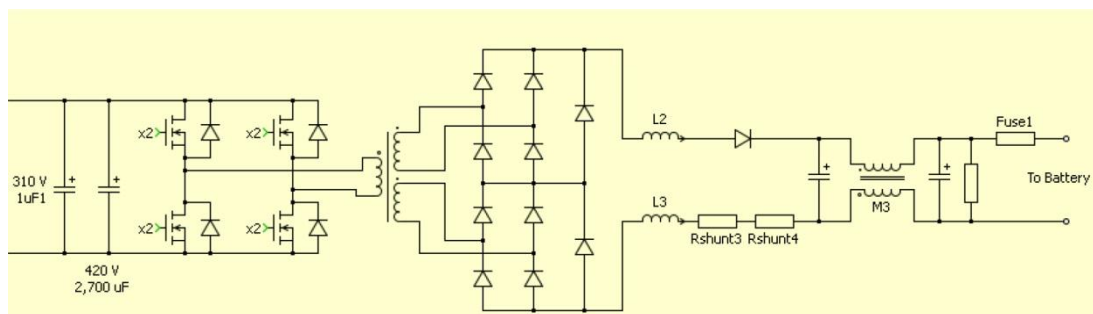 x2
x2
310 V
1uF1
x2
x2
420 V
2,700 uF
L2
L3
Rshunt3
Rshunt4
M3
Fuse1
To Battery